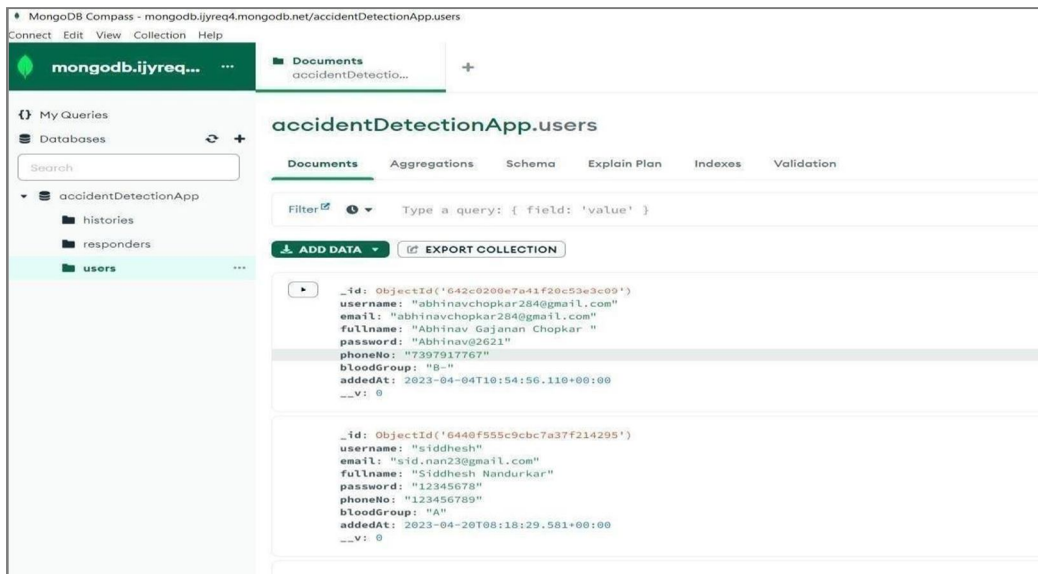 MongoDB Compass - mongodb.ijyreq4.mongodb.net/accidentDetectionApp.users
Connect Edit View Collection Help
mongodb.ijyreq... ...
Documents
accidentDetectio...
+
{} My Queries
Databases
Search
accidentDetectionApp
histories
responders
users ...
accidentDetectionApp.users
Documents Aggregations Schema Explain Plan Indexes Validation
Filter Type a query: { field: 'value' }
ADD DATA EXPORT COLLECTION
_id: ObjectId('642c0200e7a41f20c53e3c09')
username: "abhinavchopkar284@gmail.com"
email: "abhinavchopkar284@gmail.com"
fullname: "Abhinav Gajanan Chopkar "
password: "Abhinav@2621"
phoneNo: "7397917767"
bloodGroup: "B-"
addedAt: 2023-04-04T10:54:56.110+00:00
__v: 0
_id: ObjectId('6440f555c9cbc7a37f214295')
username: "siddhesh"
email: "sid.nan23@gmail.com"
fullname: "Siddhesh Nandurkar"
password: "12345678"
phoneNo: "123456789"
bloodGroup: "A"
addedAt: 2023-04-20T08:18:29.581+00:00
__v: 0